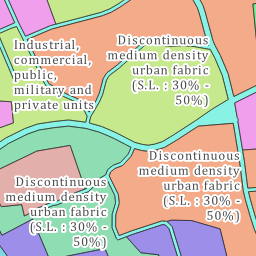 Industrial,
commercial,
public,
military and
private units
Discontinuous
medium density
urban fabric
(S.L. : 30% -
50%)
Discontinuous
medium density
urban fabric
(S.L. : 30% -
50%)
Discontinuous
medium density
urban fabric
(S.L. : 30% -
50%)